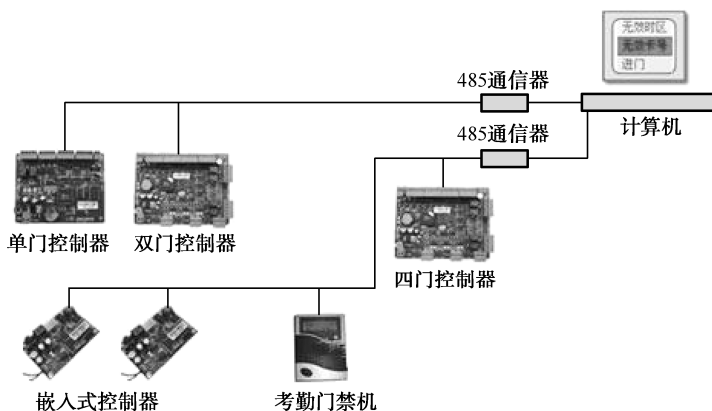 无效时区
无效卡号
进门
485通信器
计算机
485通信器
单门控制器
双门控制器
四门控制器
嵌入式控制器
考勤门禁机